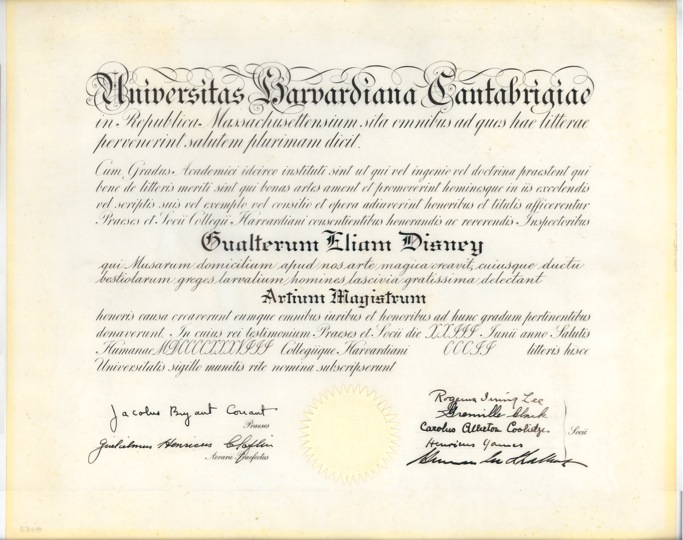 Universitas Harvardiana Cantabrigiae
in Republica Massachusettensium sita omnibus ad quos hae litterae
pervenerint salutem plurimam dicit.
Cum Gradus Academici idcirco instituti sint ut qui vel ingenio vel doctrina praestent qui
bene de litteris meriti sint qui bonas artes ament et promoverint hominesque in iis excolendis
vel scriptis suis vel exemplo vel consilio et opera adiuverint honoribus et titulis afficerentur
Praeses et Socii Collegii Harvardiani consentientibus honorandis ac reverendis Inspectoribus
Gualterum Eliam Disney
qui Musarum domicilium apud nos arte magica creavit, cuiusque ductu
bestiolarum greges larvalium homines lascivia gratissima delectant
Artium Magistrum
honoris causa creaverunt eumque omnibus iuribus et honoribus ad hunc gradum pertinentibus
donaverunt. In cuius rei testimonium Praeses et Socii die XXIII Junii anno Salutis
Humanae MDCCCCXXXVIII Collegiique Harvardiani CCCII litteris hisce
Universitatis sigillo munitis rite nomina subscripserunt
Jacobus Bryant Conant
Praeses
Guilielmus Henricus Claflin
Aerarii Praefectus
Rogerus Irving Lee
Grenville Clark
Carolus Allerton Coolidge
Henricus James
Socii